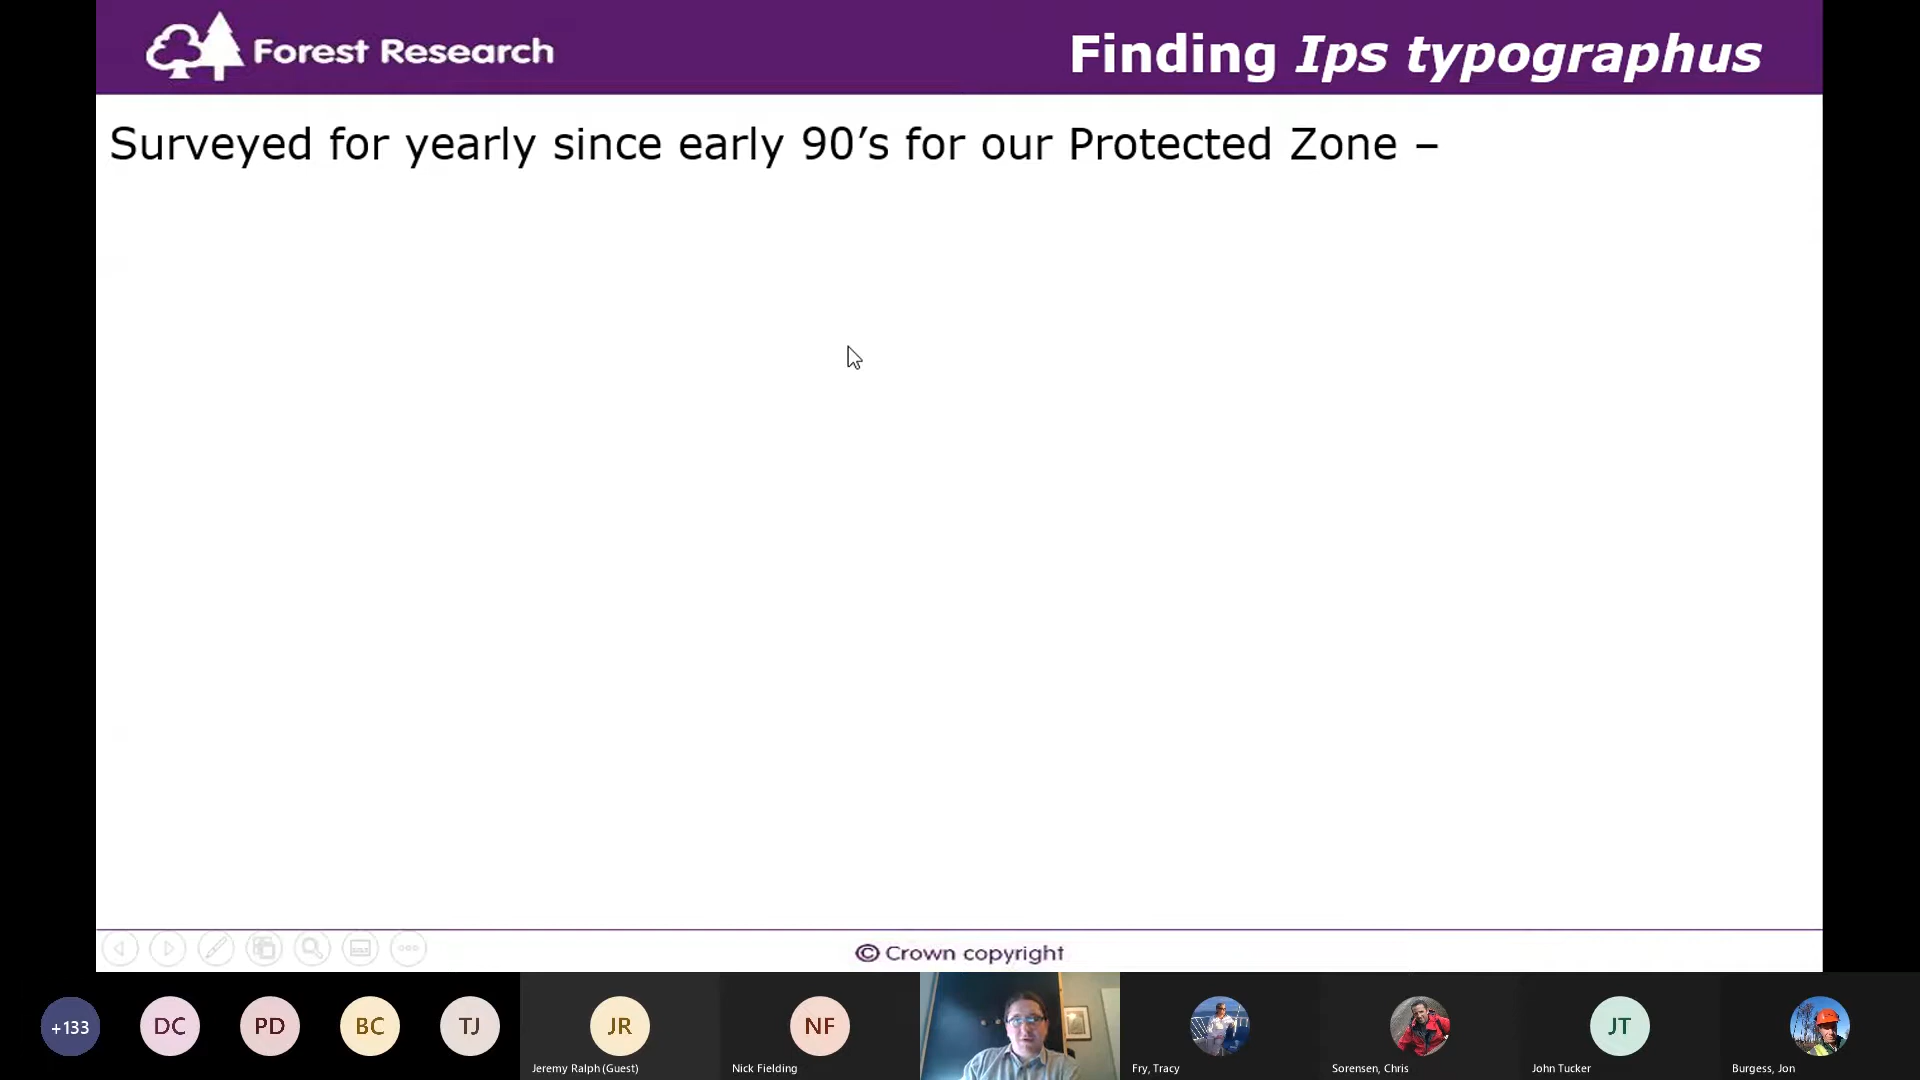 Forest Research
Finding Ips typographus
Surveyed for yearly since early 90’s for our Protected Zone –
© Crown copyright
+133
DC
PD
BC
TJ
JR
NF
JT
Jeremy Ralph (Guest)
Nick Fielding
Fry, Tracy
Sorensen, Chris
John Tucker
Burgess, Jon